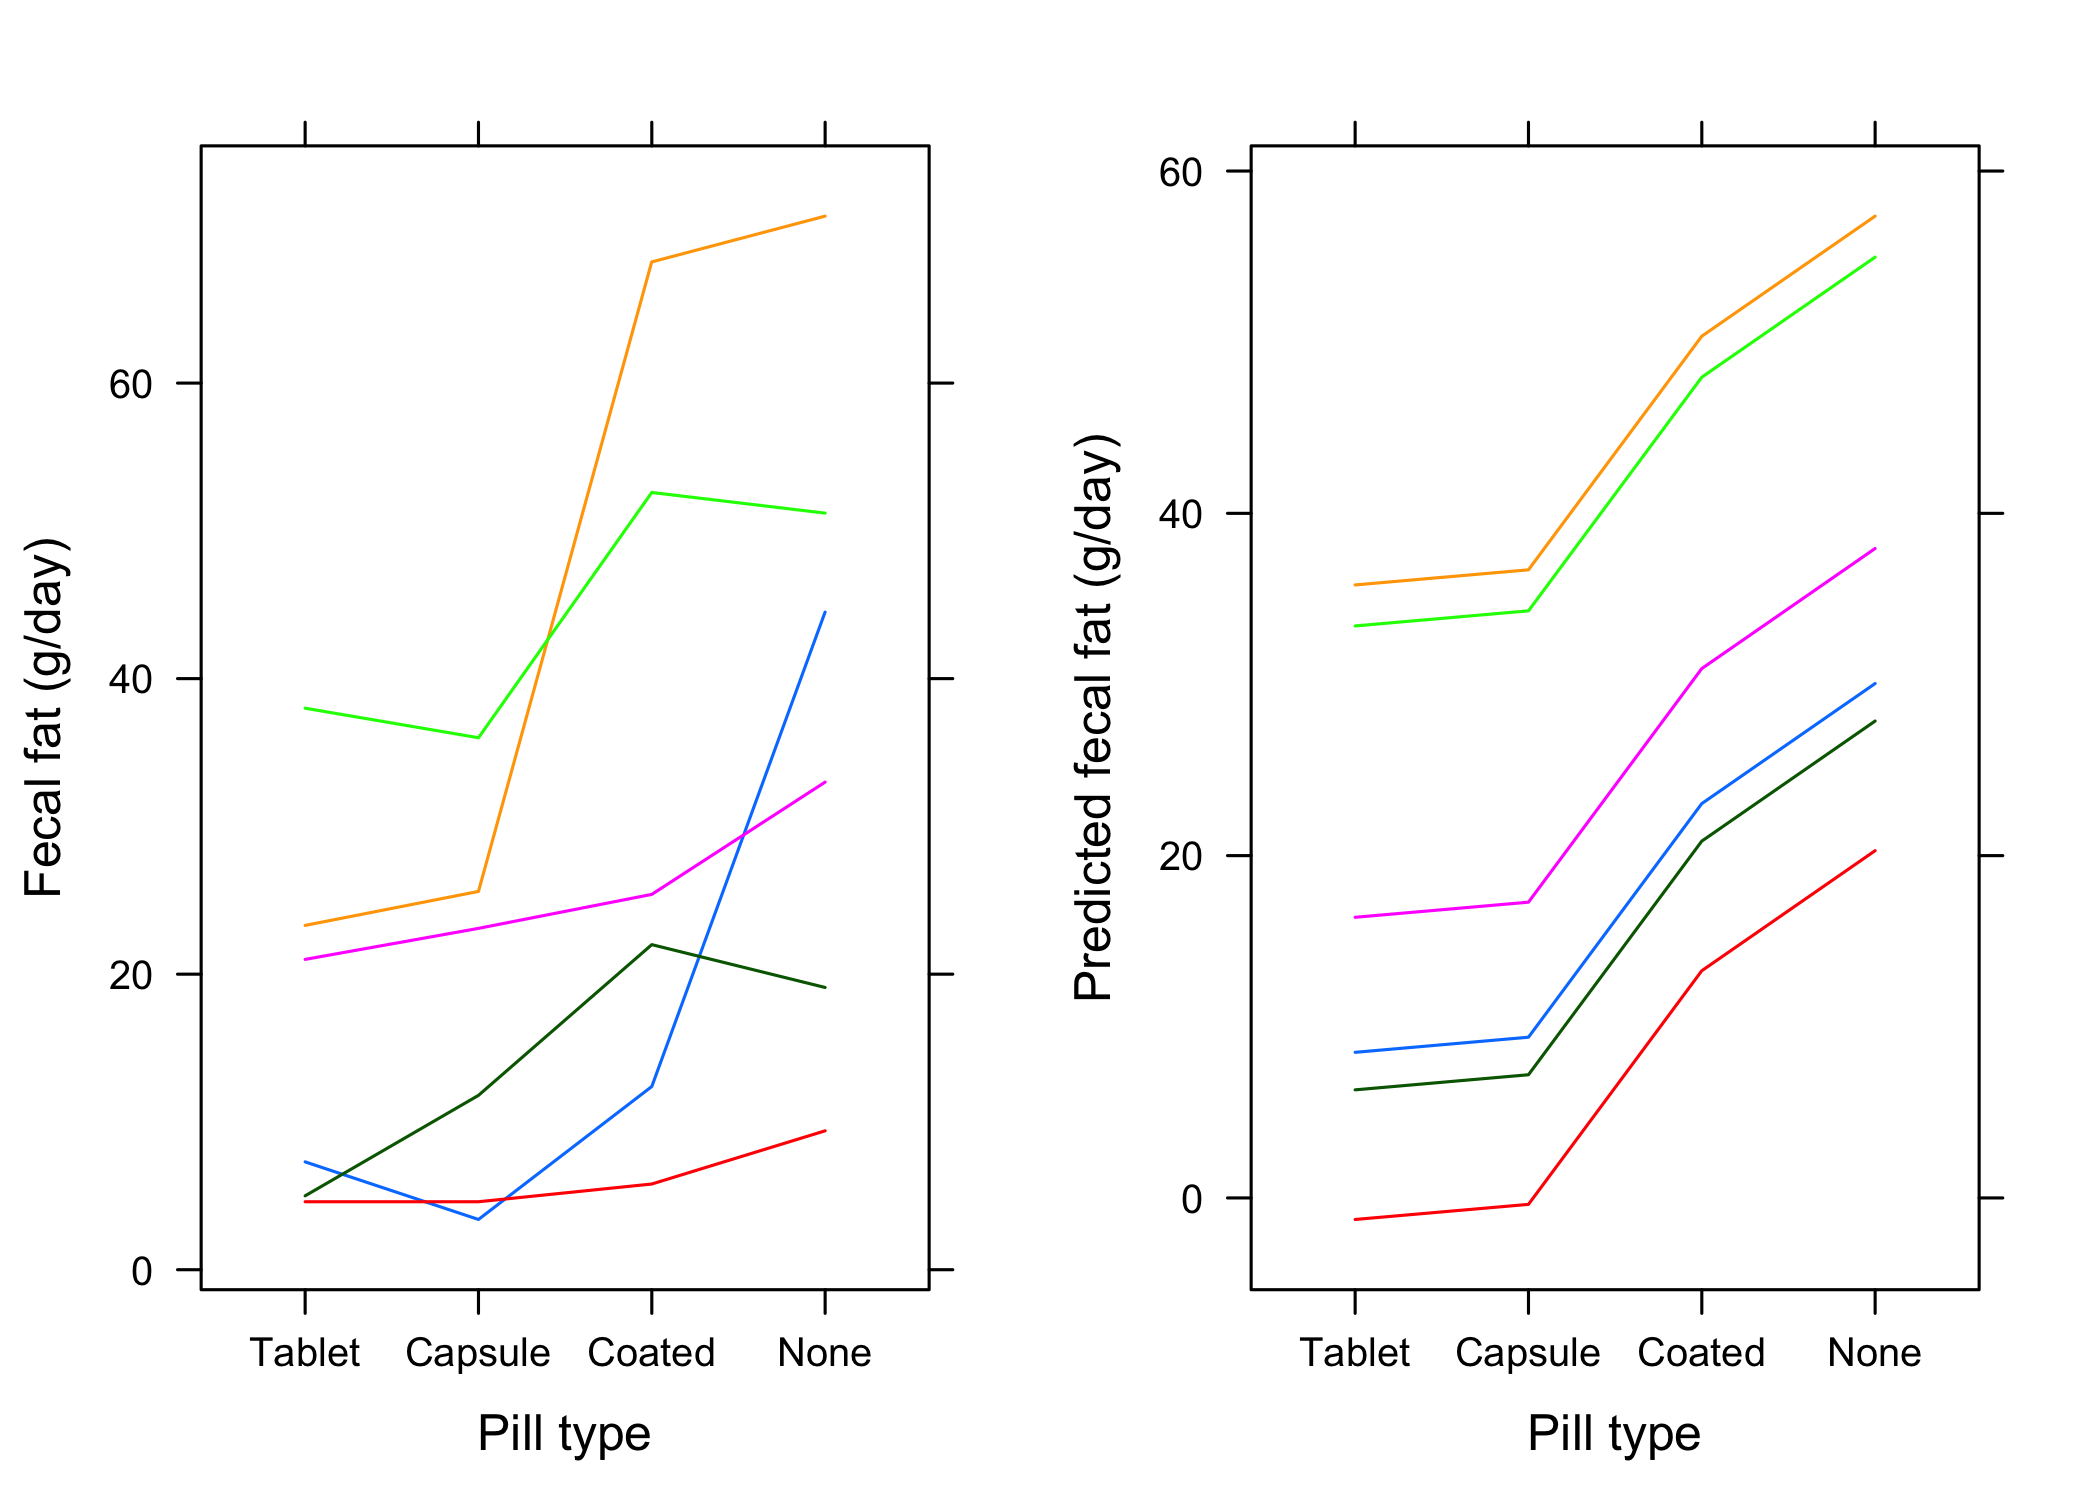 Fecal fat (g/day)
60
40
20
0
Tablet Capsule Coated None
Pill type
Predicted fecal fat (g/day)
60
40
20
0
Tablet Capsule Coated None
Pill type